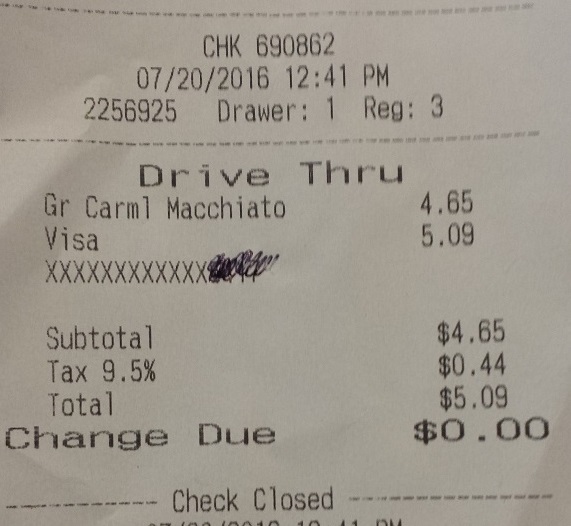 CHK 690862
07/20/2016 12:41 PM
2256925 Drawer: 1 Reg: 3
Drive Thru
Gr Carml Macchiato 4.65
Visa 5.09
XXXXXXXXXXXX
Subtotal $4.65
Tax 9.5% $0.44
Total $5.09
Change Due $0.00
Check Closed